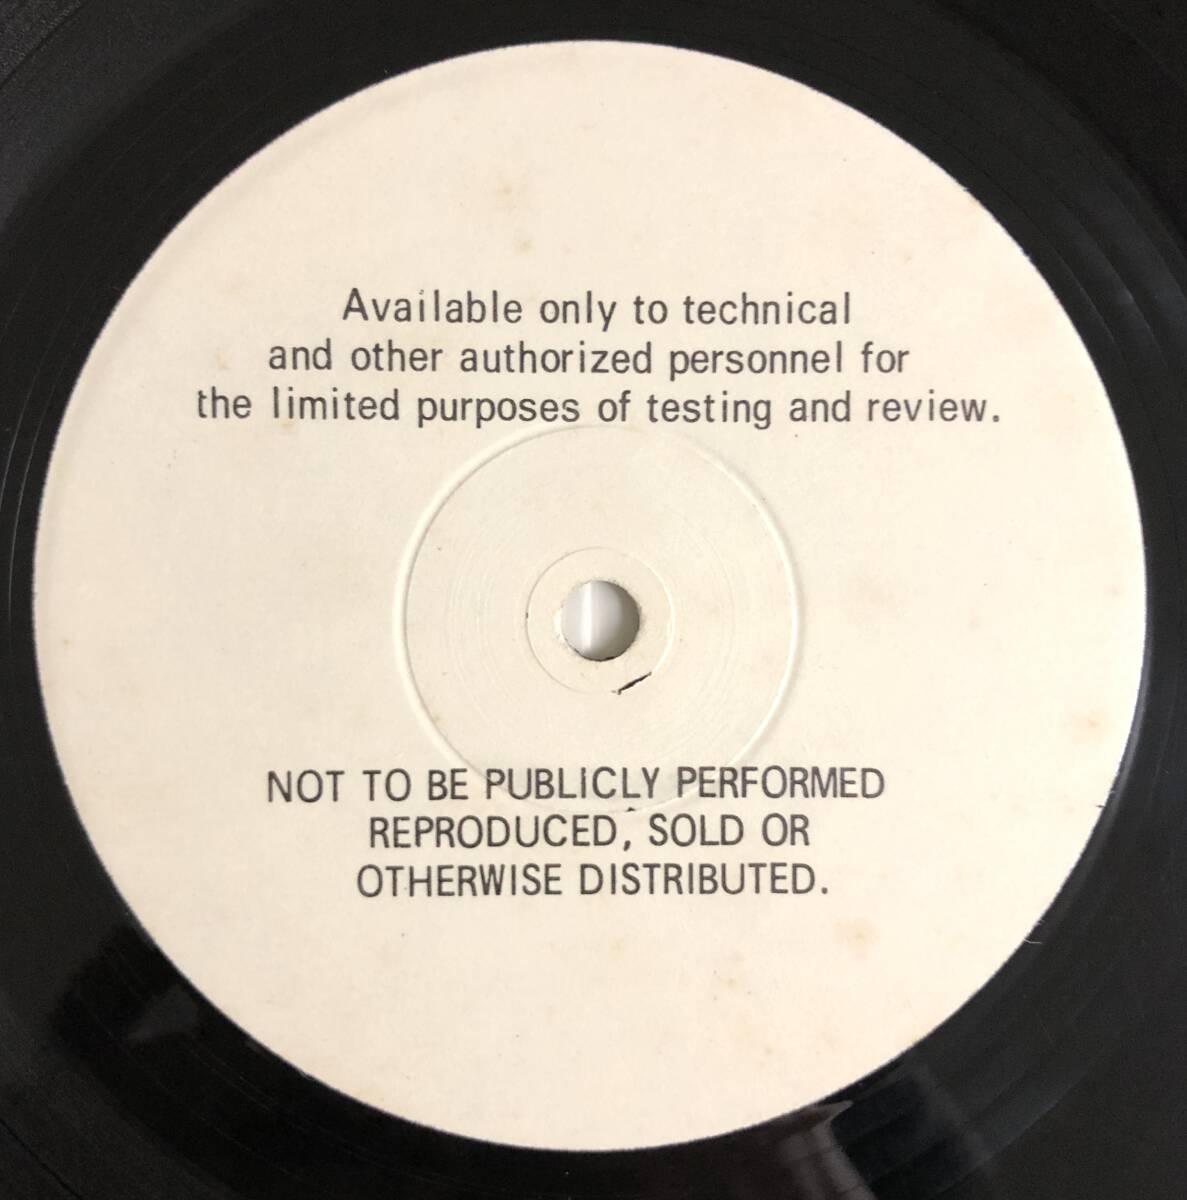 Available only to technical
and other authorized personnel for
the limited purposes of testing and review.
NOT TO BE PUBLICLY PERFORMED
REPRODUCED, SOLD OR
OTHERWISE DISTRIBUTED.